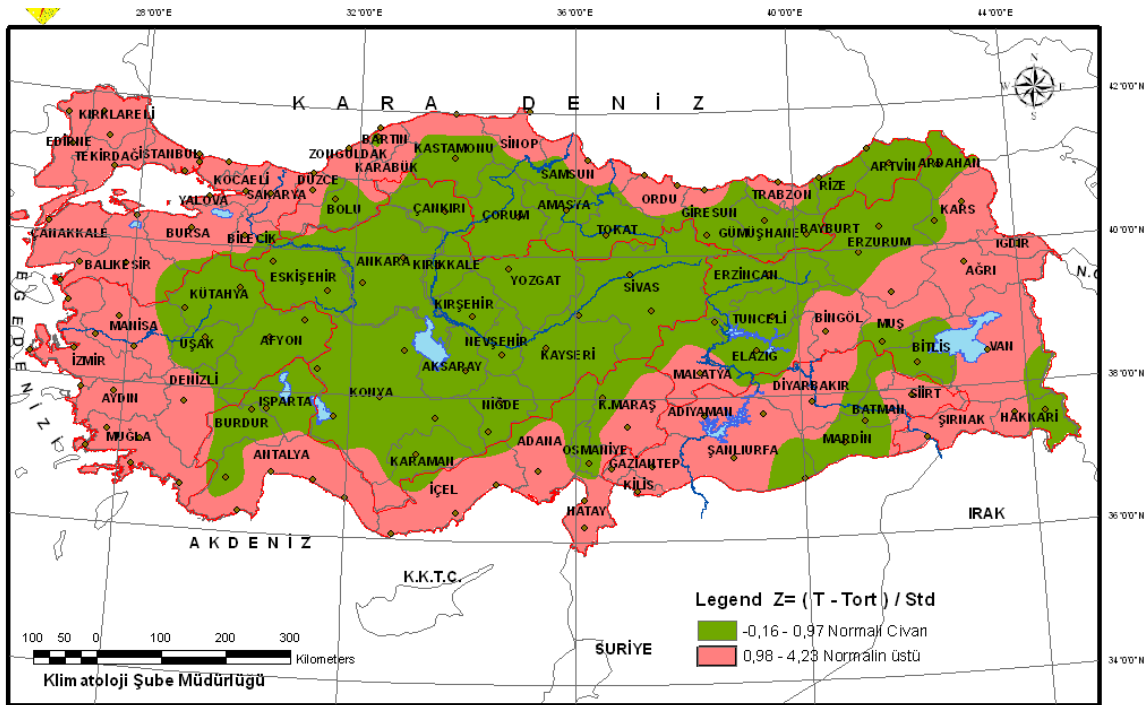 28°0'0"E 32°0'0"E 36°0'0"E 40°0'0"E 44°0'0"E
42°0'0"N
40°0'0"N
38°0'0"N
36°0'0"N
34°0'0"N
N
W E
S
K A R A D E N İ Z
E G E D E N İ Z İ
A K D E N İ Z
KIRKLARELİ
EDİRNE
TEKİRDAĞ
İSTANBUL
KOCAELİ
SAKARYA
YALOVA
DÜZCE
BOLU
ZONGULDAK
BARTIN
KARABÜK
KASTAMONU
SİNOP
SAMSUN
ORDU
GİRESUN
TRABZON
RİZE
ARTVİN
ARDAHAN
KARS
IĞDIR
AĞRI
ÇANAKKALE
BURSA
BİLECİK
BALIKESİR
KÜTAHYA
ESKİŞEHİR
ANKARA
KIRIKKALE
ÇANKIRI
ÇORUM
AMASYA
TOKAT
GÜMÜŞHANE
BAYBURT
ERZURUM
ERZİNCAN
SİVAS
YOZGAT
KIRŞEHİR
NEVŞEHİR
KAYSERİ
TUNCELİ
BİNGÖL
MUŞ
BİTLİS
VAN
MANİSA
UŞAK
AFYON
İZMİR
AYDIN
DENİZLİ
MUĞLA
BURDUR
ISPARTA
KONYA
AKSARAY
NİĞDE
ANTALYA
KARAMAN
İÇEL
ADANA
K.MARAŞ
OSMANİYE
GAZİANTEP
KİLİS
HATAY
MALATYA
ELAZIĞ
ADIYAMAN
DİYARBAKIR
ŞANLIURFA
MARDİN
BATMAN
SİİRT
ŞIRNAK
HAKKARİ
K.K.T.C.
SURİYE
IRAK
Legend Z= ( T - Tort ) / Std
-0,16 - 0,97 Normali Civarı
0,98 - 4,23 Normalin üstü
100 50 0 100 200 300
Kilometers
Klimatoloji Şube Müdürlüğü